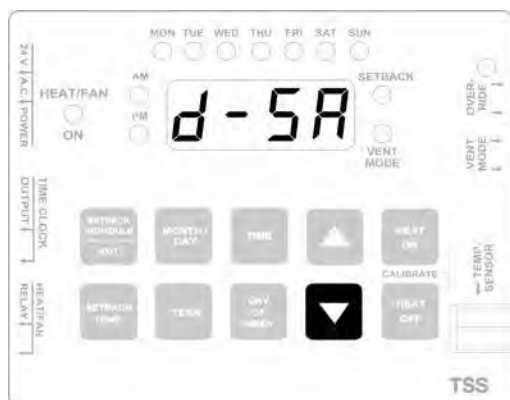 MON TUE WED THU FRI SAT SUN
24 V A.C. POWER
HEAT/FAN
ON
AM
PM
d-SA
SETBACK
VENT
MODE
OVER-
RIDE
VENT
MODE
TIME CLOCK
OUTPUT
SETBACK
SCHEDULE
EXIT
MONTH/
DAY
TIME
HEAT
ON
CALIBRATE
TEMP.
SENSOR
HEAT/FAN
RELAY
SETBACK
TEMP
TEMP
DAY
OF
WEEK
HEAT
OFF
TSS